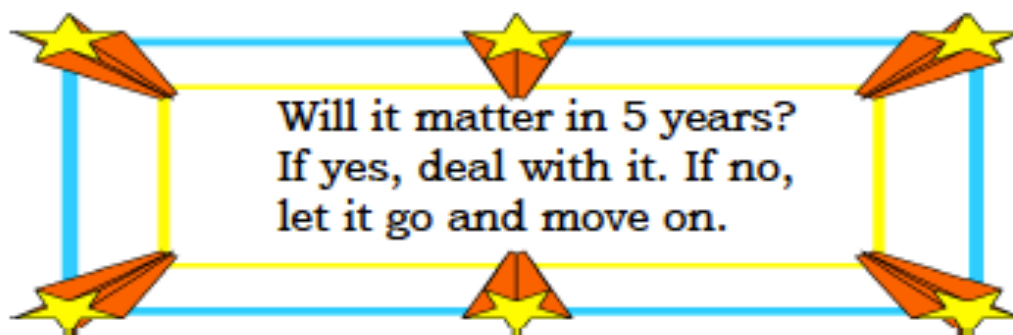 Will it matter in 5 years?
If yes, deal with it. If no,
let it go and move on.